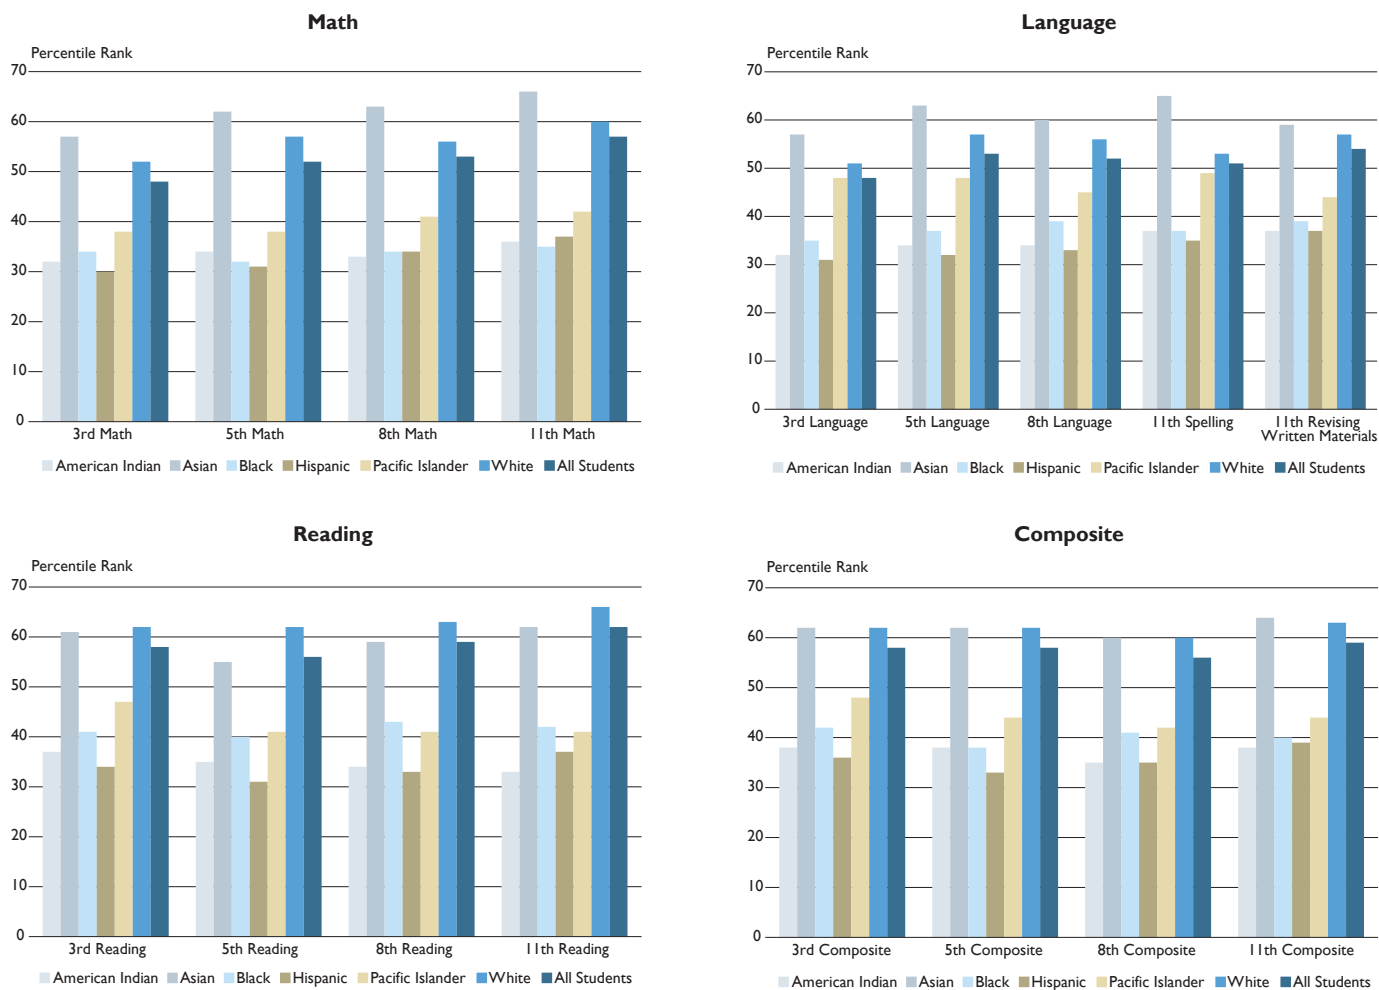 Math
Percentile Rank
70
60
50
40
30
20
10
0
3rd Math 5th Math 8th Math 11th Math
American Indian Asian Black Hispanic Pacific Islander White All Students
Language
Percentile Rank
70
60
50
40
30
20
10
0
3rd Language 5th Language 8th Language 11th Spelling 11th Revising
Written Materials
American Indian Asian Black Hispanic Pacific Islander White All Students
Reading
Percentile Rank
70
60
50
40
30
20
10
0
3rd Reading 5th Reading 8th Reading 11th Reading
American Indian Asian Black Hispanic Pacific Islander White All Students
Composite
Percentile Rank
70
60
50
40
30
20
10
0
3rd Composite 5th Composite 8th Composite 11th Composite
American Indian Asian Black Hispanic Pacific Islander White All Students